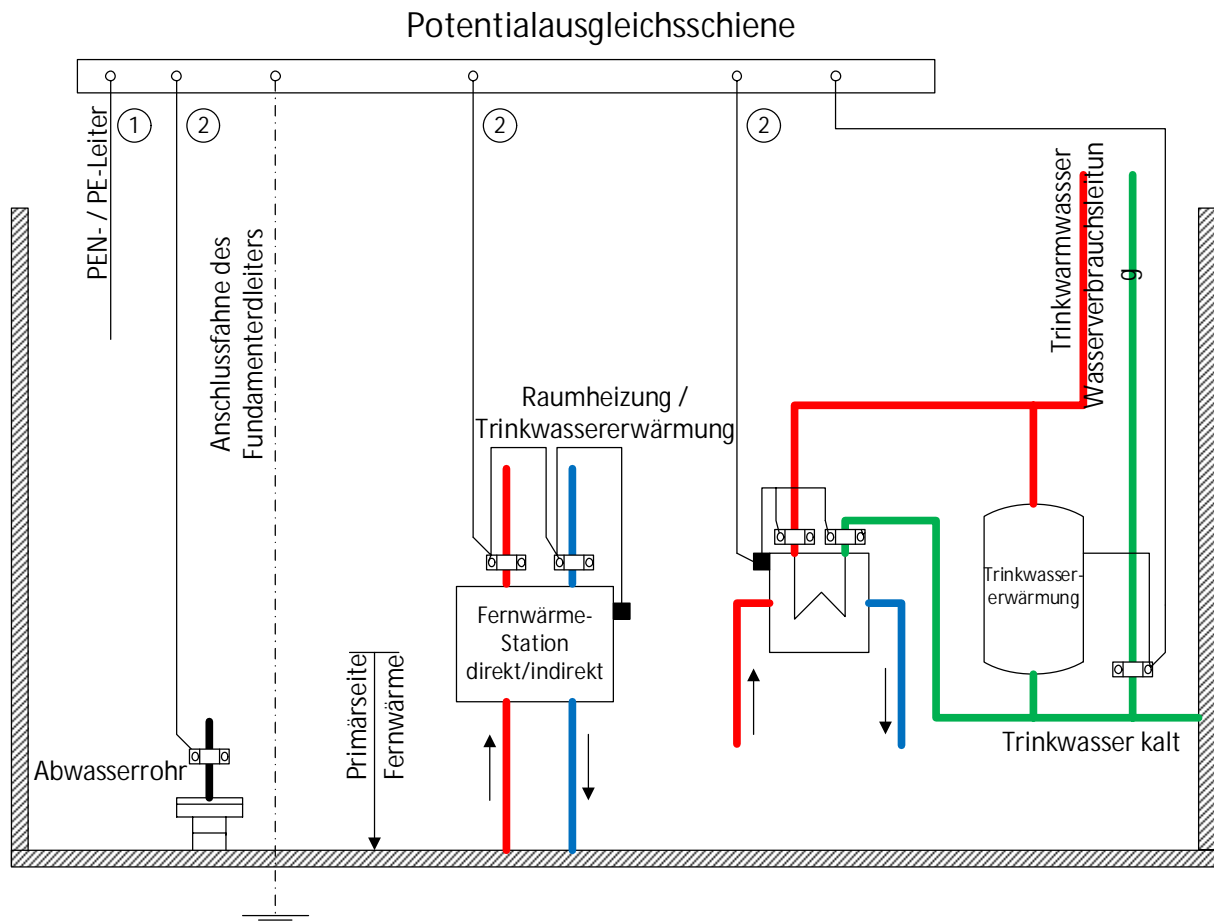 Potentialausgleichsschiene
1
2
2
2
PEN- / PE-Leiter
Anschlussfahne des
Fundamenterdleiters
Trinkwarmwasser
Wasserverbrauchsleitun
g
Raumheizung /
Trinkwassererwärmung
Fernwärme-
Station
direkt/indirekt
Trinkwasser-
erwärmung
Primärseite
Fernwärme
Abwasserrohr
Trinkwasser kalt